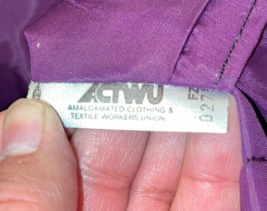 ACTWU
AMALGAMATED CLOTHING &
TEXTILE WORKERS UNION